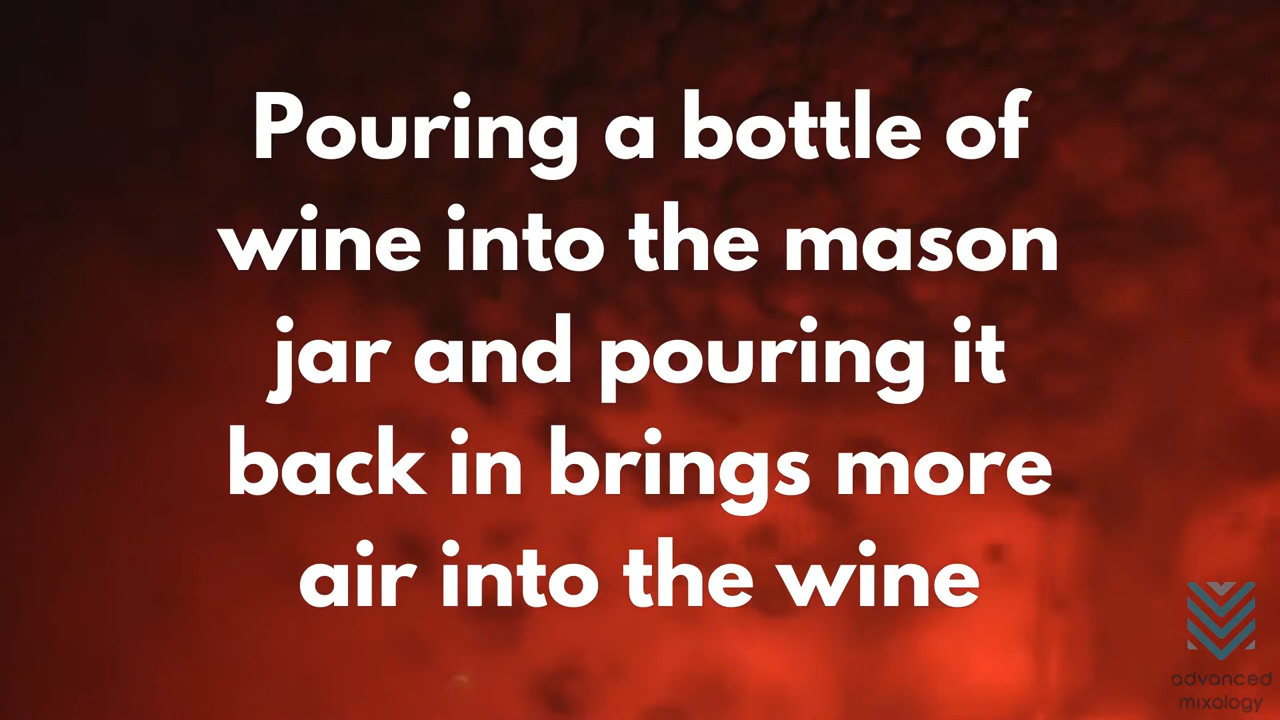 Pouring a bottle of
wine into the mason
jar and pouring it
back in brings more
air into the wine
advanced
mixology